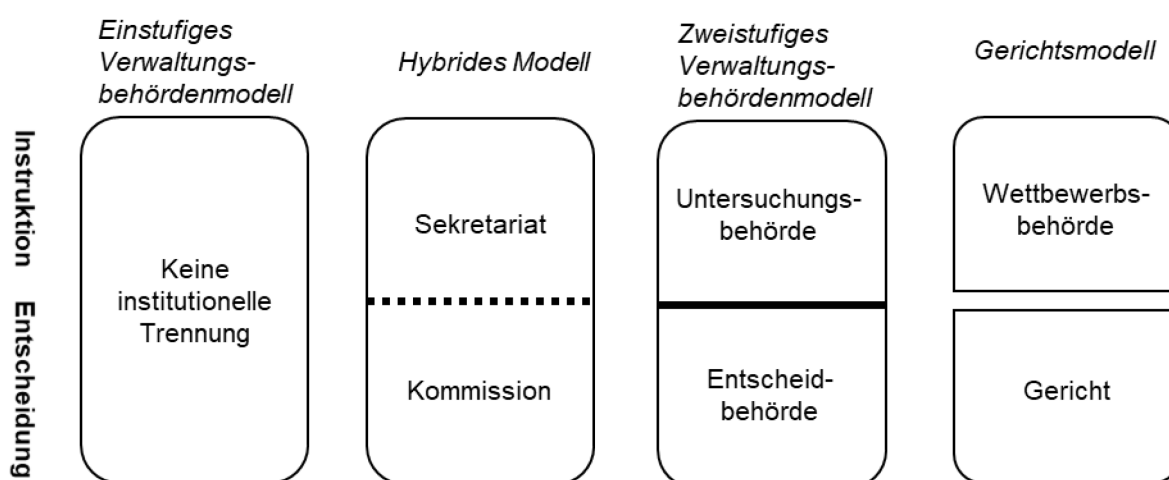 Einstufiges
Verwaltungs-
behördenmodell
Hybrides Modell
Zweistufiges
Verwaltungs-
behördenmodell
Gerichtsmodell
Instruktion
Entscheidung
Keine
institutionelle
Trennung
Sekretariat
Kommission
Untersuchungs-
behörde
Entscheid-
behörde
Wettbewerbs-
behörde
Gericht